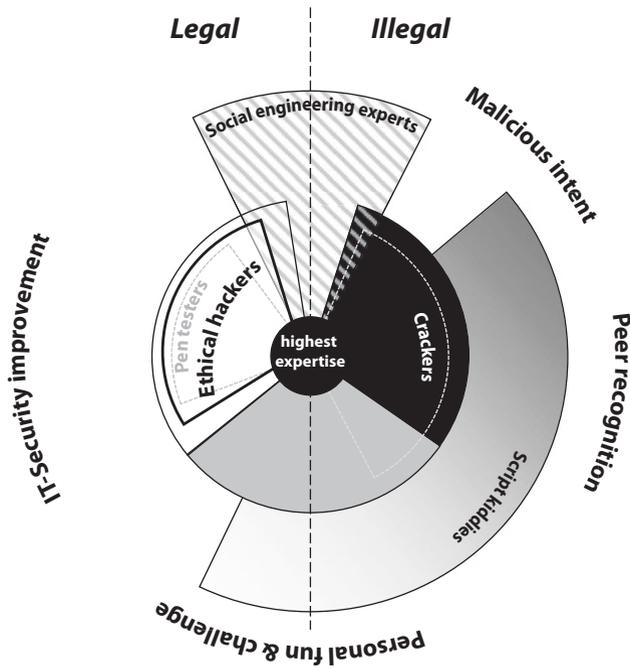 Legal
Illegal
Social engineering experts
Malicious intent
IT-Security improvement
Pen testers
Ethical hackers
highest
expertise
Crackers
Peer recognition
Script kiddies
Personal fun & challenge